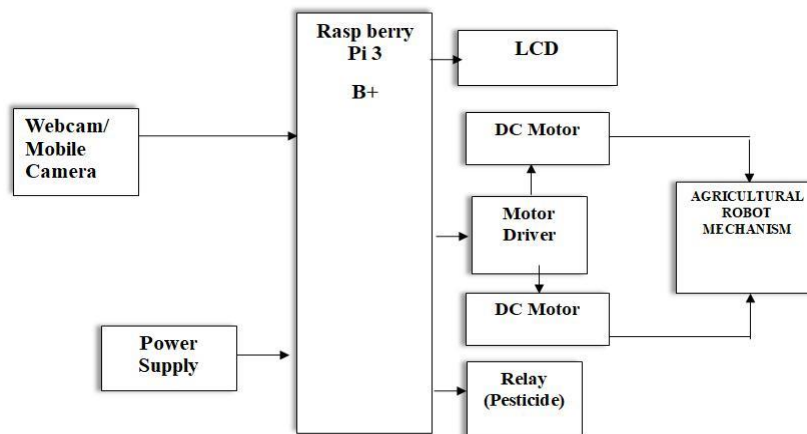 Rasp berry
Pi 3
B+
LCD
Webcam/
Mobile
Camera
DC Motor
Motor
Driver
AGRICULTURAL
ROBOT
MECHANISM
DC Motor
Power
Supply
Relay
(Pesticide)